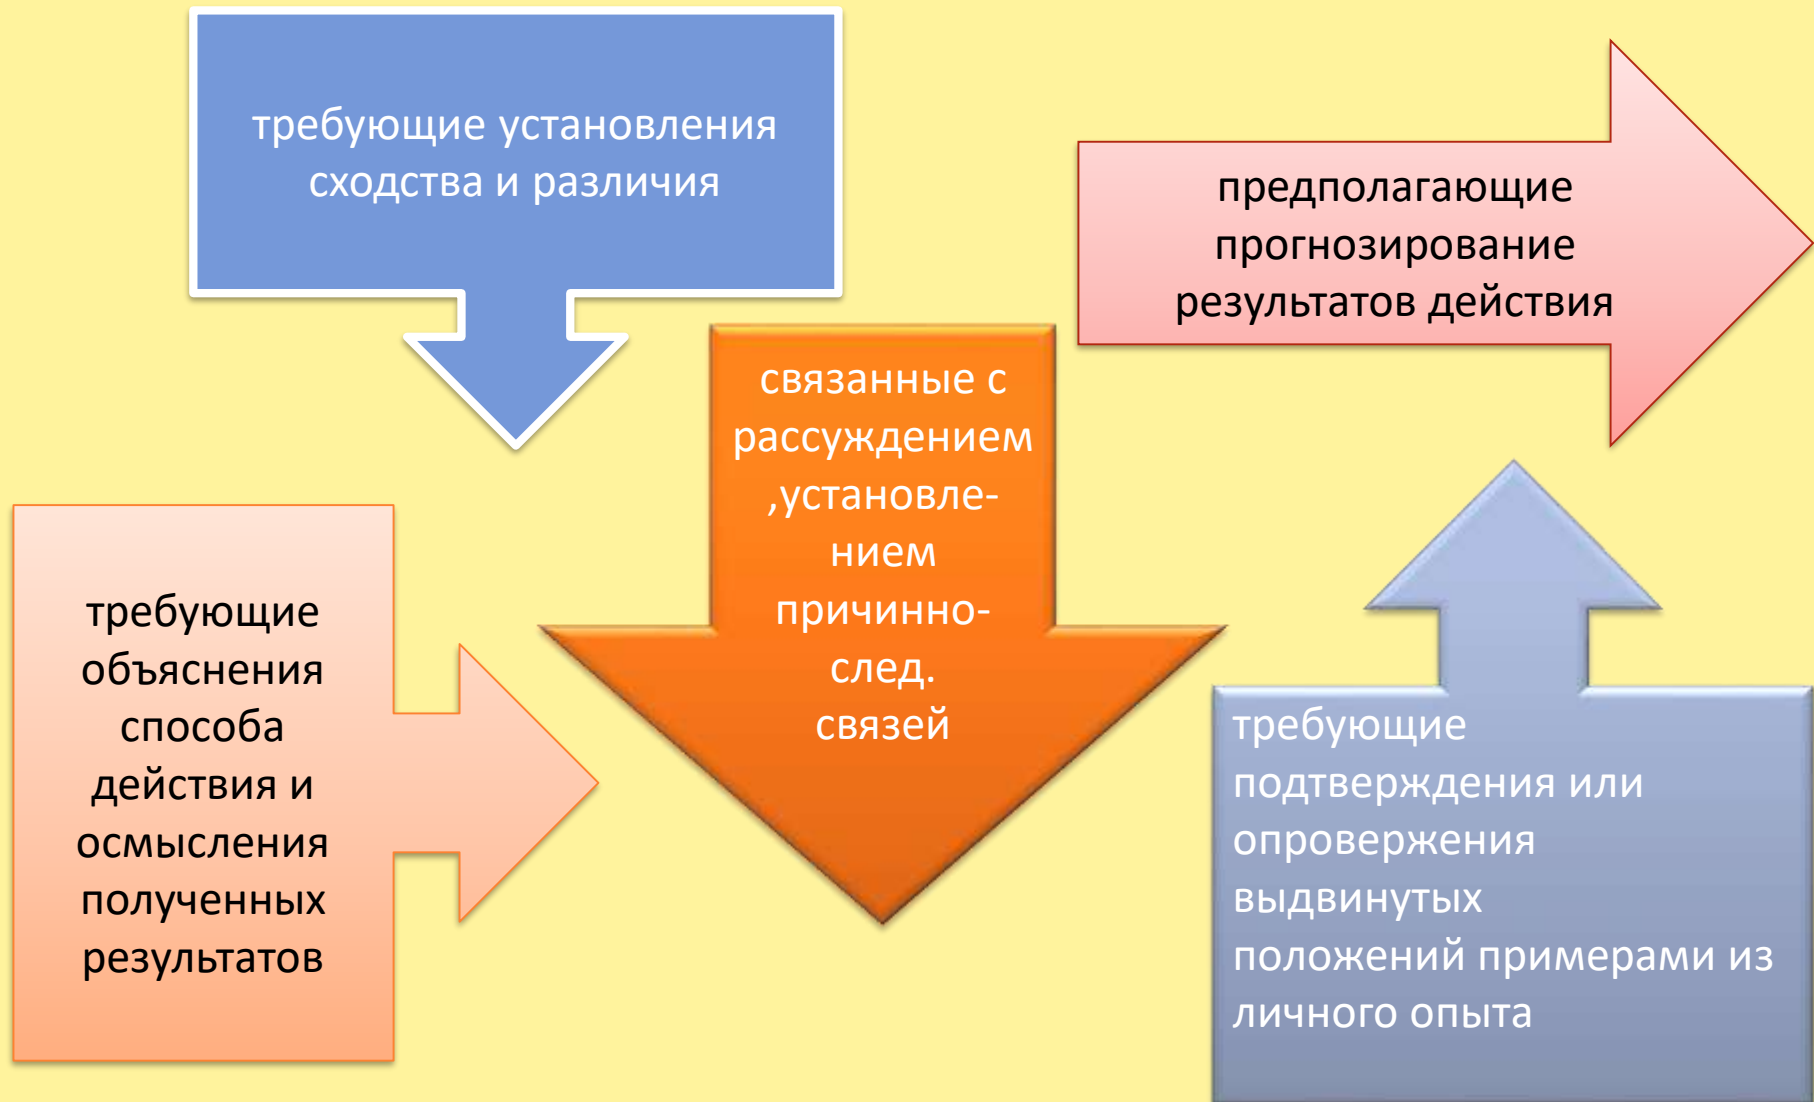 требующие установления
сходства и различия
предполагающие
прогнозирование
результатов действия
связанные с
рассуждением
,установле-
нием
причинно-
след.
связей
требующие
объяснения
способа
действия и
осмысления
полученных
результатов
требующие
подтверждения или
опровержения
выдвинутых
положений примерами из
личного опыта